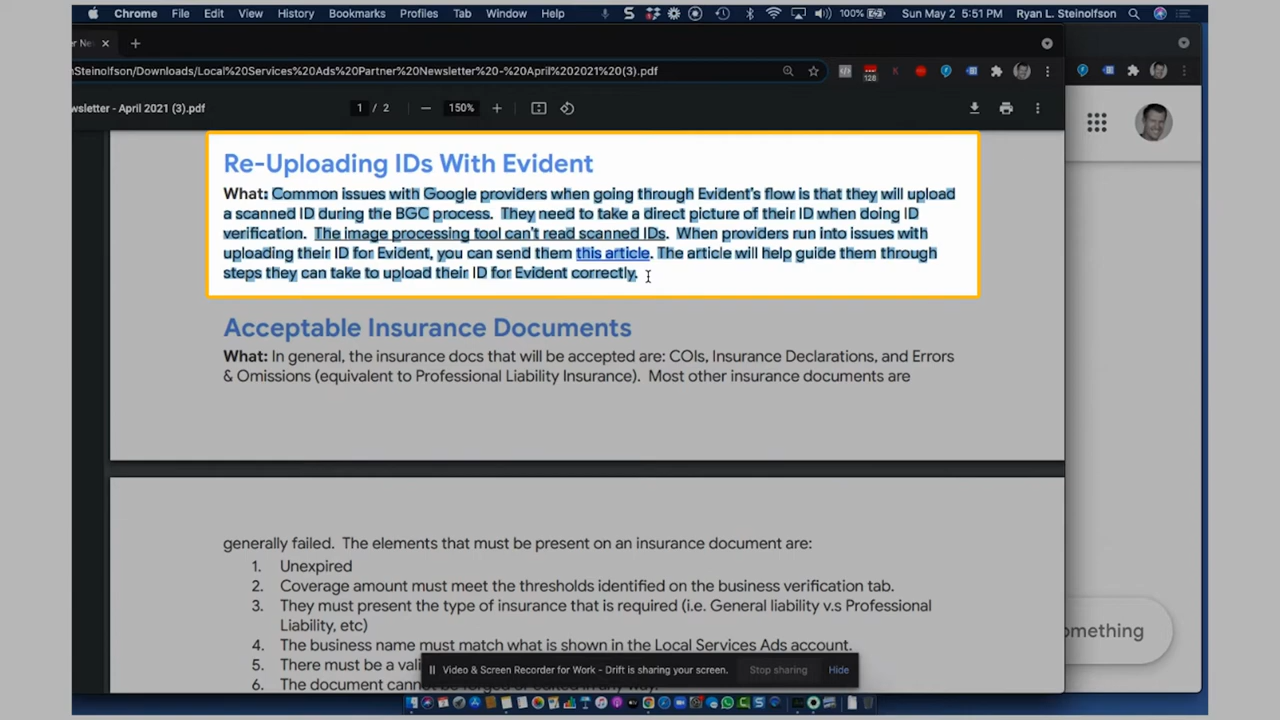 Chrome File Edit View History Bookmarks Profiles Tab Window Help 100% Sun May 2 5:51 PM Ryan L. Steinolfson
Steinolfson/Downloads/Local%20Services%20Ads%20Partner%20Newsletter%20-%20April%202021%20(3).pdf 128
wsletter - April 2021 (3).pdf 1 / 2 150%
Re-Uploading IDs With Evident
What: Common issues with Google providers when going through Evident's flow is that they will upload
a scanned ID during the BGC process. They need to take a direct picture of their ID when doing ID
verification. The image processing tool can't read scanned IDs. When providers run into issues with
uploading their ID for Evident, you can send them this article. The article will help guide them through
steps they can take to upload their ID for Evident correctly.
Acceptable Insurance Documents
What: In general, the insurance docs that will be accepted are: COIs, Insurance Declarations, and Errors
& Omissions (equivalent to Professional Liability Insurance). Most other insurance documents are
generally failed. The elements that must be present on an insurance document are:
1. Unexpired
2. Coverage amount must meet the thresholds identified on the business verification tab.
3. They must present the type of insurance that is required (i.e. General liability v.s Professional
Liability, etc)
omething
4. The business name must match what is shown in the Local Services Ads account.
5. There must be a vali
Video & Screen Recorder for Work - Drift is sharing your screen. Stop sharing Hide
6. The document